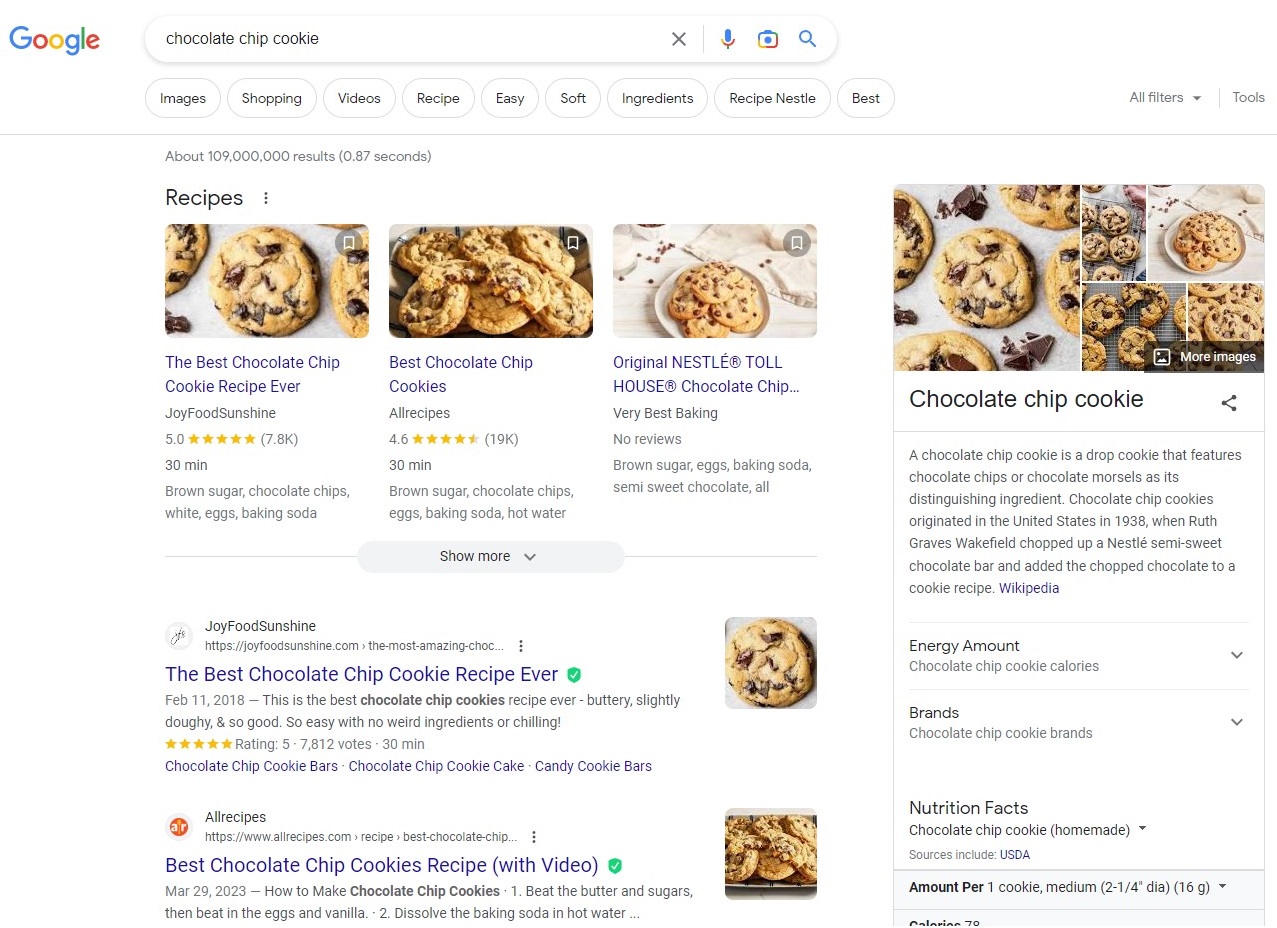 Google
chocolate chip cookie
Images
Shopping
Videos
Recipe
Easy
Soft
Ingredients
Recipe Nestle
Best
All filters
Tools
About 109,000,000 results (0.87 seconds)
Recipes
The Best Chocolate Chip
Cookie Recipe Ever
JoyFoodSunshine
5.0 (7.8K)
30 min
Brown sugar, chocolate chips,
white, eggs, baking soda
Best Chocolate Chip
Cookies
Allrecipes
4.6 (19K)
30 min
Brown sugar, chocolate chips,
eggs, baking soda, hot water
Original NESTLÉ® TOLL
HOUSE® Chocolate Chip...
Very Best Baking
No reviews
Brown sugar, eggs, baking soda,
semi sweet chocolate, all
Show more
JoyFoodSunshine
https://joyfoodsunshine.com › the-most-amazing-choc...
The Best Chocolate Chip Cookie Recipe Ever
Feb 11, 2018 — This is the best chocolate chip cookies recipe ever - buttery, slightly
doughy, & so good. So easy with no weird ingredients or chilling!
Rating: 5 · 7,812 votes · 30 min
Chocolate Chip Cookie Bars · Chocolate Chip Cookie Cake · Candy Cookie Bars
ar
Allrecipes
https://www.allrecipes.com › recipe › best-chocolate-chip...
Best Chocolate Chip Cookies Recipe (with Video)
Mar 29, 2023 — How to Make Chocolate Chip Cookies · 1. Beat the butter and sugars,
then beat in the eggs and vanilla. · 2. Dissolve the baking soda in hot water ...
More images
Chocolate chip cookie
A chocolate chip cookie is a drop cookie that features
chocolate chips or chocolate morsels as its
distinguishing ingredient. Chocolate chip cookies
originated in the United States in 1938, when Ruth
Graves Wakefield chopped up a Nestlé semi-sweet
chocolate bar and added the chopped chocolate to a
cookie recipe. Wikipedia
Energy Amount
Chocolate chip cookie calories
Brands
Chocolate chip cookie brands
Nutrition Facts
Chocolate chip cookie (homemade)
Sources include: USDA
Amount Per 1 cookie, medium (2-1/4" dia) (16 g)
Calories 78